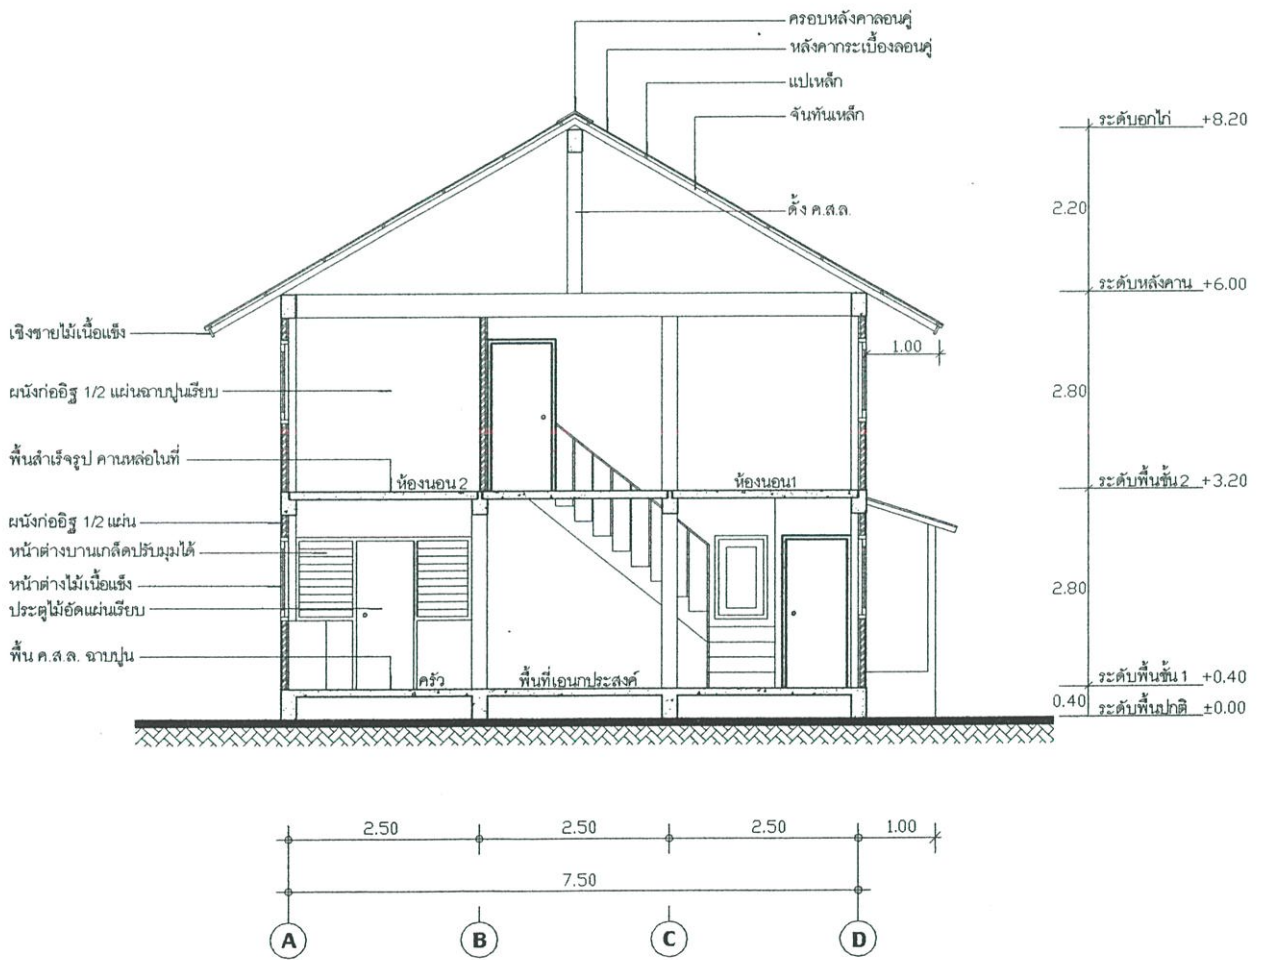 ครอบหลังคาลอนคู่
หลังคากระเบื้องลอนคู่
แปเหล็ก
จันทันเหล็ก
ระดับอกไก่ +8.20
ดั้ง ค.ส.ล.
2.20
ระดับหลังคาน +6.00
เชิงชายไม้เนื้อแข็ง
1.00
ผนังก่ออิฐ 1/2 แผ่นฉาบปูนเรียบ
2.80
พื้นสำเร็จรูป คานหล่อในที่
ห้องนอน 2
ห้องนอน1
ระดับพื้นชั้น2 +3.20
ผนังก่ออิฐ 1/2 แผ่น
หน้าต่างบานเกล็ดปรับมุมได้
หน้าต่างไม้เนื้อแข็ง
2.80
ประตูไม้อัดแผ่นเรียบ
พื้น ค.ส.ล. ฉาบปูน
ครัว
พื้นที่เอนกประสงค์
ระดับพื้นชั้น1 +0.40
0.40
ระดับพื้นปกติ ±0.00
2.50 2.50 2.50 1.00
7.50
A B C D